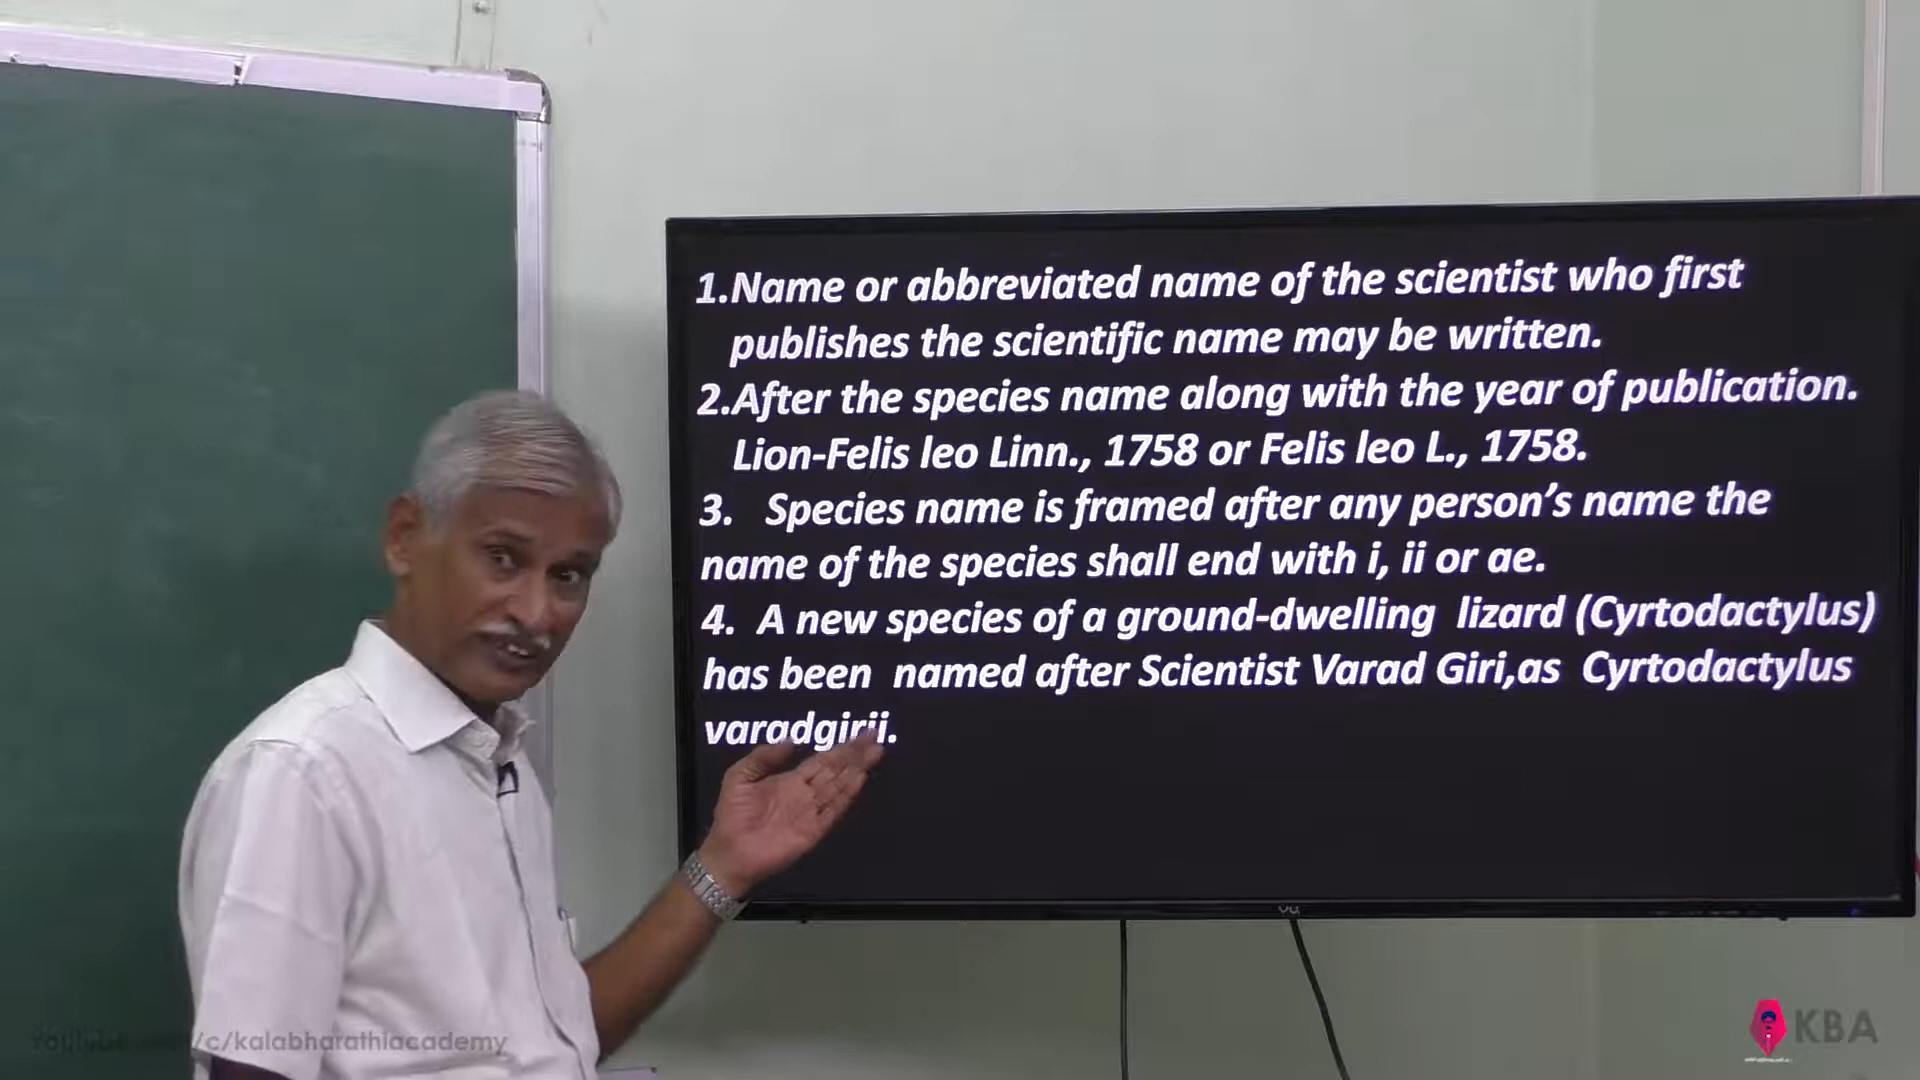 1.Name or abbreviated name of the scientist who first
publishes the scientific name may be written.
2.After the species name along with the year of publication.
Lion-Felis leo Linn., 1758 or Felis leo L., 1758.
3. Species name is framed after any person's name the
name of the species shall end with i, ii or ae.
4. A new species of a ground-dwelling lizard (Cyrtodactylus)
has been named after Scientist Varad Giri,as Cyrtodactylus
varadgirii.
/c/kalabharathiacademy
KBA